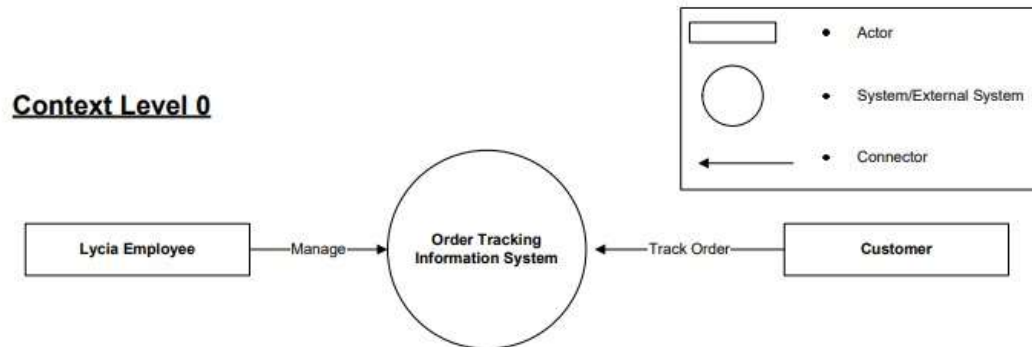 Actor
System/External System
Connector
Context Level 0
Lycia Employee
Manage
Order Tracking
Information System
Track Order
Customer